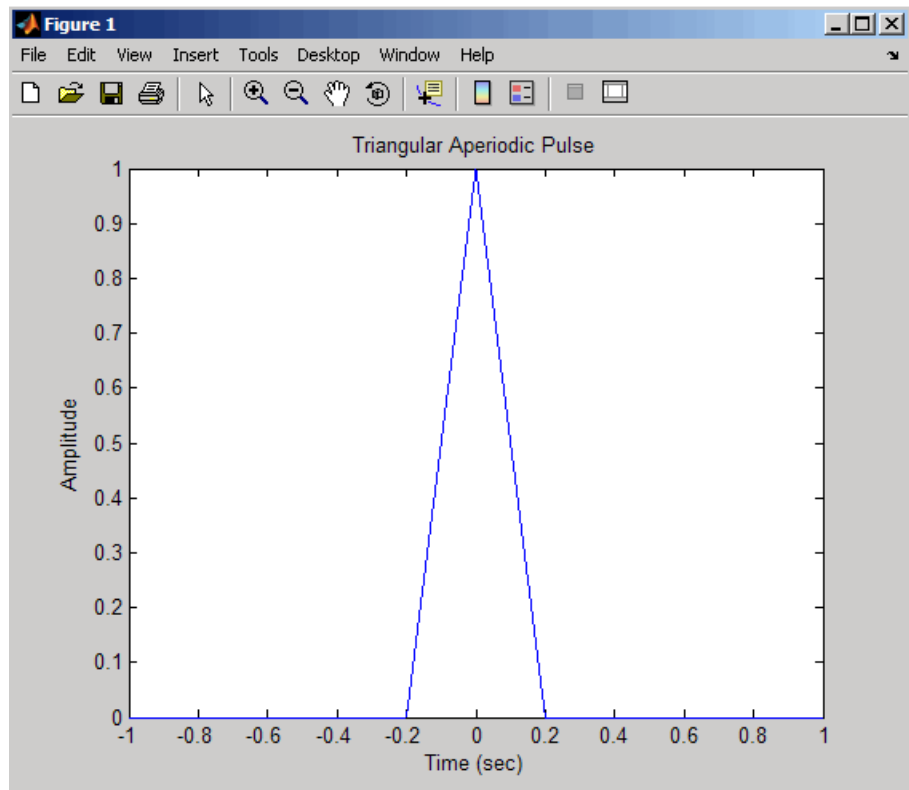 Figure 1
File Edit View Insert Tools Desktop Window Help
Triangular Aperiodic Pulse
1
0.9
0.8
0.7
0.6
0.5
0.4
0.3
0.2
0.1
0
Amplitude
-1 -0.8 -0.6 -0.4 -0.2 0 0.2 0.4 0.6 0.8 1
Time (sec)